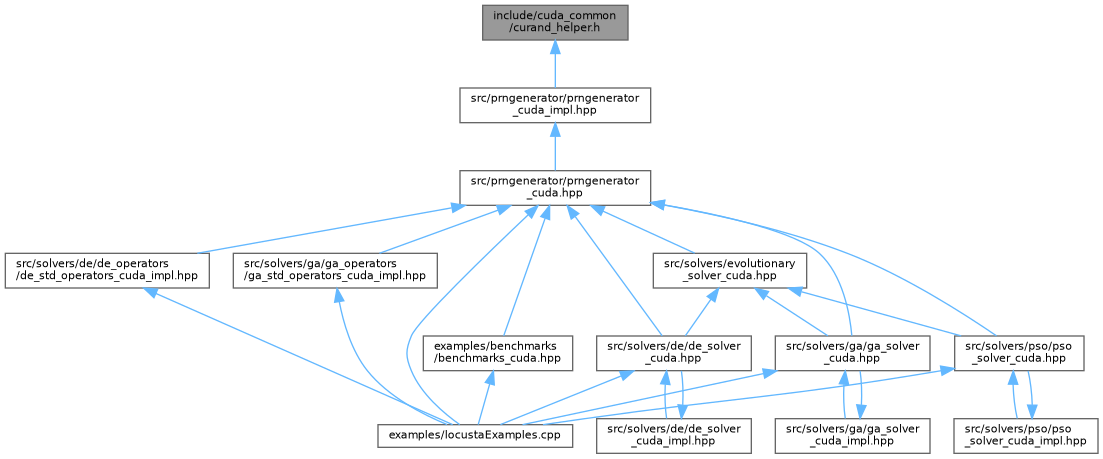 include/cuda_common
/curand_helper.h
src/prngenerator/prngenerator
_cuda_impl.hpp
src/prngenerator/prngenerator
_cuda.hpp
src/solvers/de/de_operators
/de_std_operators_cuda_impl.hpp
src/solvers/ga/ga_operators
/ga_std_operators_cuda_impl.hpp
src/solvers/evolutionary
_solver_cuda.hpp
examples/benchmarks
/benchmarks_cuda.hpp
src/solvers/de/de_solver
_cuda.hpp
src/solvers/ga/ga_solver
_cuda.hpp
src/solvers/pso/pso
_solver_cuda.hpp
examples/locustaExamples.cpp
src/solvers/de/de_solver
_cuda_impl.hpp
src/solvers/ga/ga_solver
_cuda_impl.hpp
src/solvers/pso/pso
_solver_cuda_impl.hpp